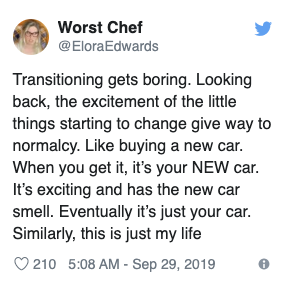 Worst Chef
@EloraEdwards
Transitioning gets boring. Looking
back, the excitement of the little
things starting to change give way to
normalcy. Like buying a new car.
When you get it, it's your NEW car.
It's exciting and has the new car
smell. Eventually it's just your car.
Similarly, this is just my life
210 5:08 AM - Sep 29, 2019